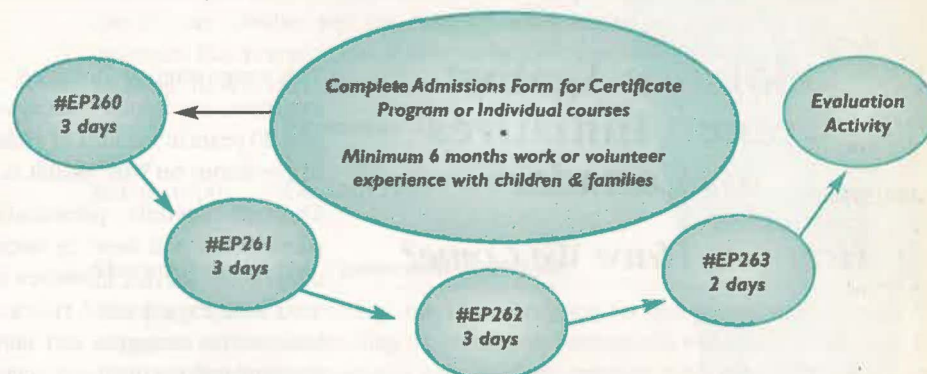 Complete Admissions Form for Certificate
Program or Individual courses
•
Minimum 6 months work or volunteer
experience with children & families
#EP260
3 days
#EP261
3 days
#EP262
3 days
#EP263
2 days
Evaluation
Activity